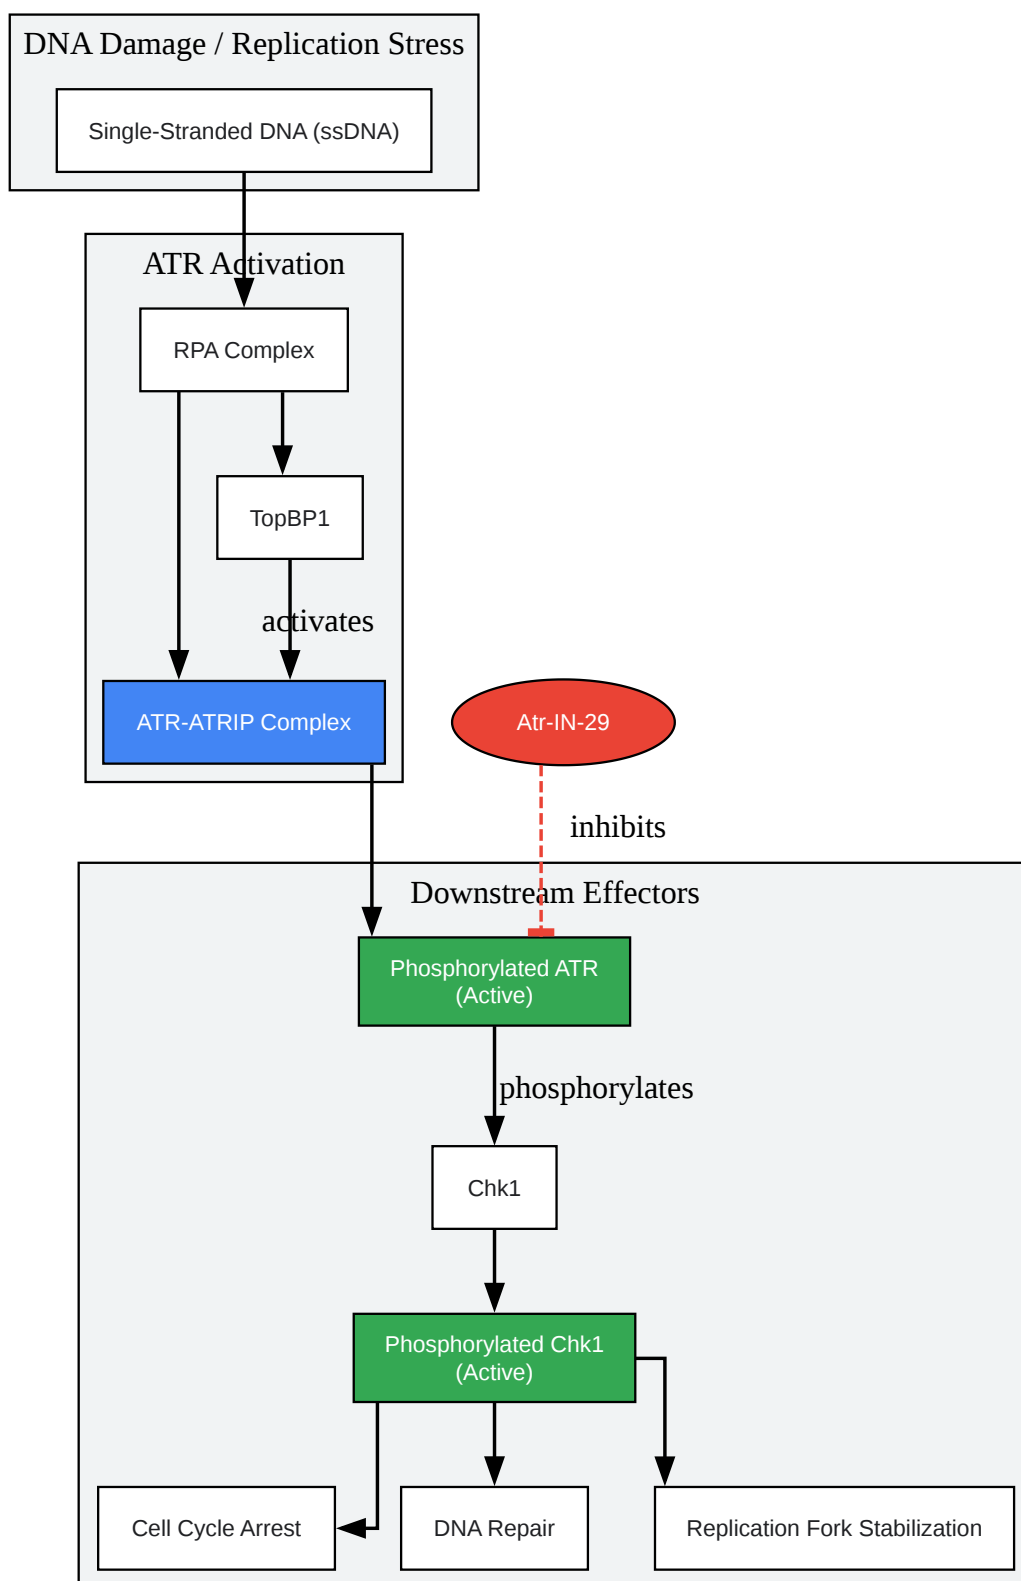 DNA Damage / Replication Stress
Single-Stranded DNA (ssDNA)
ATR Activation
RPA Complex
TopBP1
activates
ATR-ATRIP Complex
Atr-IN-29
inhibits
Downstream Effectors
Phosphorylated ATR
(Active)
phosphorylates
Chk1
Phosphorylated Chk1
(Active)
Cell Cycle Arrest
DNA Repair
Replication Fork Stabilization